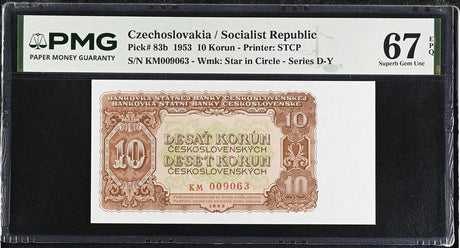 PMG
PAPER MONEY GUARANTY
Czechoslovakia / Socialist Republic
Pick# 83b 1953 10 Korun - Printer: STCP
S/N KM009063 - Wmk: Star in Circle - Series D-Y
67 EPQ
Superb Gem Unc
BANKOVKA ŠTÁTNEJ BANKY ČESKOSLOVENSKEJ
BANKOVKA STÁTNÍ BANKY ČESKOSLOVENSKÉ
10
10
DESAŤ KORÚN
ČESKOSLOVENSKÝCH
DESET KORUN
ČESKOSLOVENSKÝCH
KM 009063
10
1953